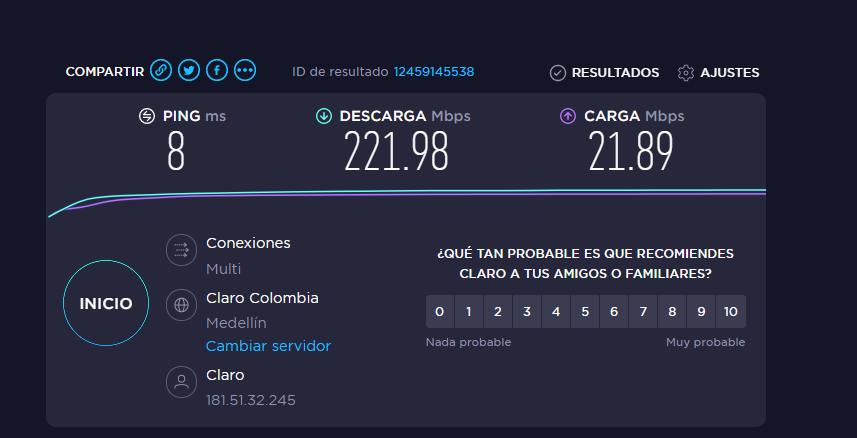 COMPARTIR
ID de resultado 12459145538
RESULTADOS
AJUSTES
PING ms
8
DESCARGA Mbps
221.98
CARGA Mbps
21.89
INICIO
Conexiones
Multi
Claro Colombia
Medellín
Cambiar servidor
Claro
181.51.32.245
¿QUÉ TAN PROBABLE ES QUE RECOMIENDES
CLARO A TUS AMIGOS O FAMILIARES?
0 1 2 3 4 5 6 7 8 9 10
Nada probable
Muy probable